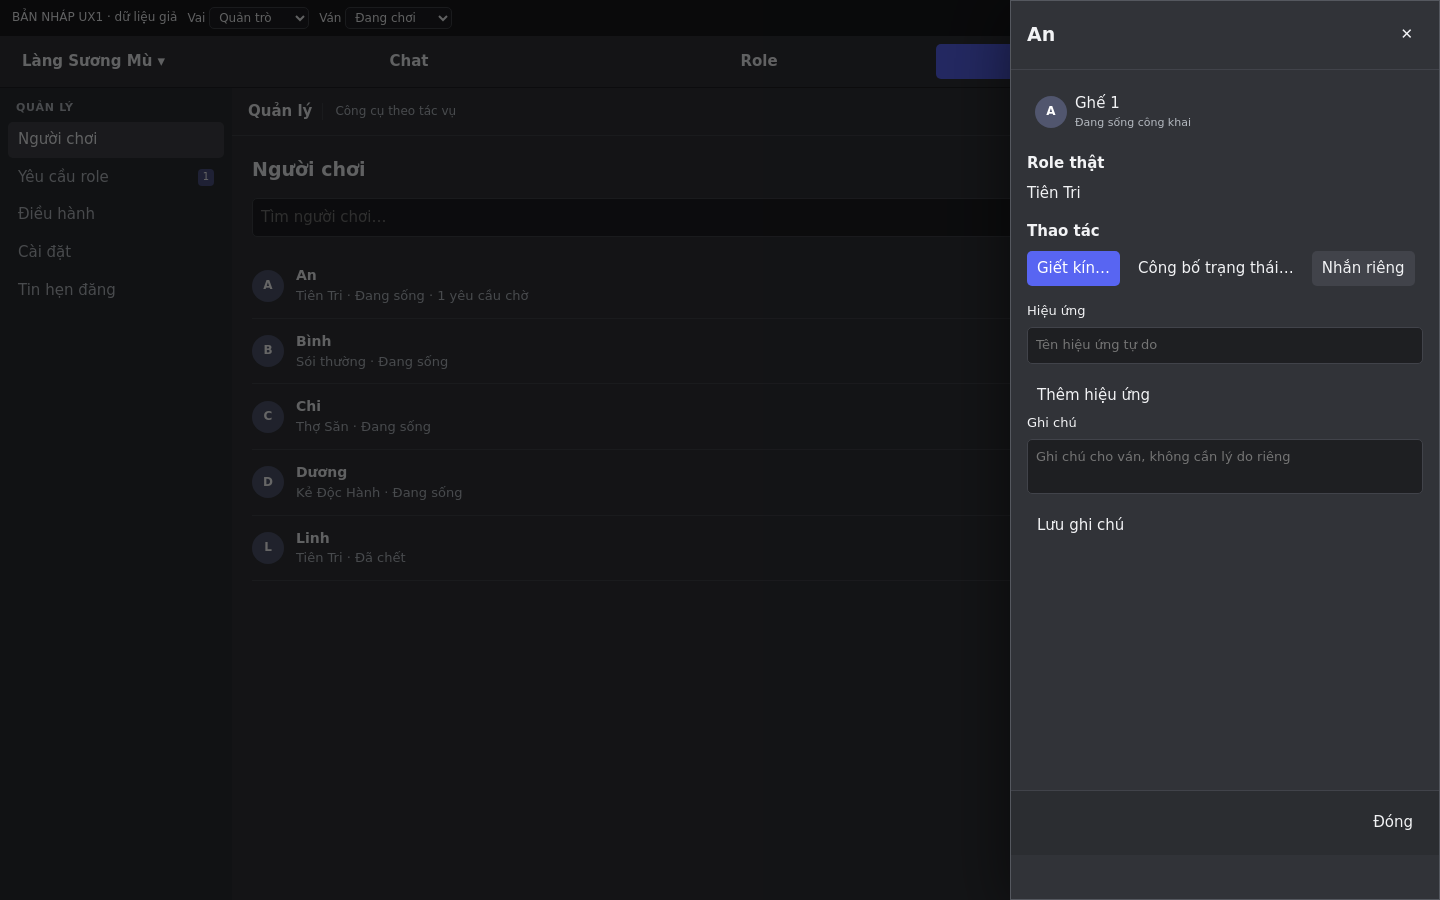 BẢN NHÁP UX1 · dữ liệu giả Vai Quản trò Ván Đang chơi
Làng Sương Mù ▾ Chat Role
QUẢN LÝ
Người chơi
Yêu cầu role 1
Điều hành
Cài đặt
Tin hẹn đăng
Quản lý Công cụ theo tác vụ
Người chơi
Tìm người chơi…
A An
Tiên Tri · Đang sống · 1 yêu cầu chờ
B Bình
Sói thường · Đang sống
C Chi
Thợ Săn · Đang sống
D Dương
Kẻ Độc Hành · Đang sống
L Linh
Tiên Tri · Đã chết
An ×
A Ghế 1
Đang sống công khai
Role thật
Tiên Tri
Thao tác
Giết kín… Công bố trạng thái… Nhắn riêng
Hiệu ứng
Tên hiệu ứng tự do
Thêm hiệu ứng
Ghi chú
Ghi chú cho ván, không cần lý do riêng
Lưu ghi chú
Đóng